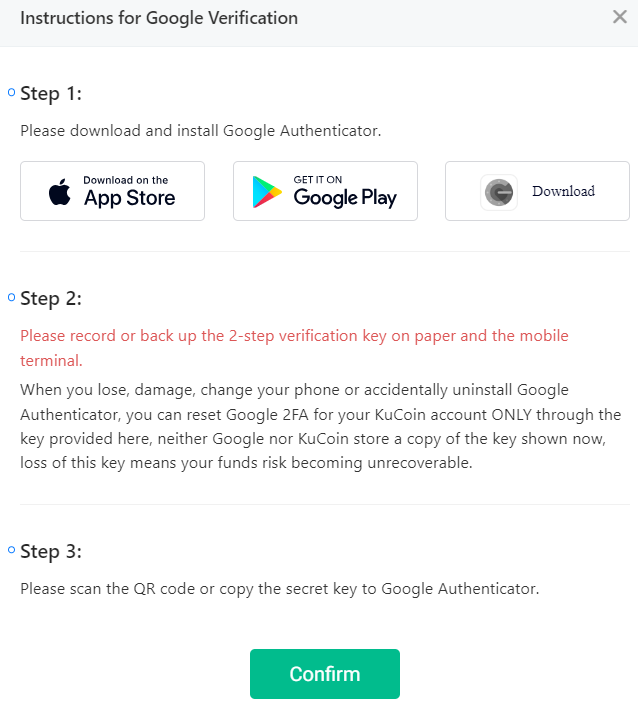 Instructions for Google Verification
Step 1:
Please download and install Google Authenticator.
Download on the
App Store
GET IT ON
Google Play
Download
Step 2:
Please record or back up the 2-step verification key on paper and the mobile
terminal.
When you lose, damage, change your phone or accidentally uninstall Google
Authenticator, you can reset Google 2FA for your KuCoin account ONLY through the
key provided here, neither Google nor KuCoin store a copy of the key shown now,
loss of this key means your funds risk becoming unrecoverable.
Step 3:
Please scan the QR code or copy the secret key to Google Authenticator.
Confirm